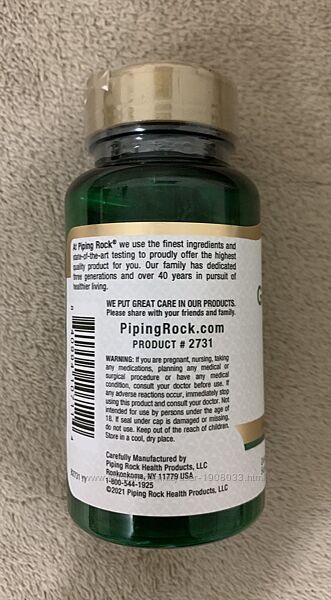 At Piping Rock® we use the finest ingredients and
state-of-the-art testing to proudly offer the highest
quality product for you. Our family has dedicated
three generations and over 40 years in pursuit of
healthier living.
WE PUT GREAT CARE IN OUR PRODUCTS.
Please share with your friends and family.
PipingRock.com
PRODUCT # 2731
WARNING: If you are pregnant, nursing, taking
any medications, planning any medical or
surgical procedure or have any medical
condition, consult your doctor before use. If
any adverse reactions occur, immediately stop
using this product and consult your doctor. Not
intended for use by persons under the age of
18. If seal under cap is damaged or missing,
do not use. Keep out of the reach of children.
Store in a cool, dry place.
Carefully Manufactured by
Piping Rock Health Products, LLC
Ronkonkoma, NY 11779 USA
1-800-544-1925
©2021 Piping Rock Health Products, LLC